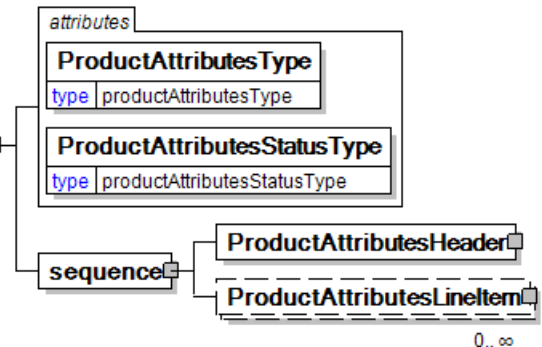 attributes
ProductAttributesType
type productAttributesType
ProductAttributesStatusType
type productAttributesStatusType
sequence
ProductAttributesHeader
ProductAttributesLineItem
0..∞